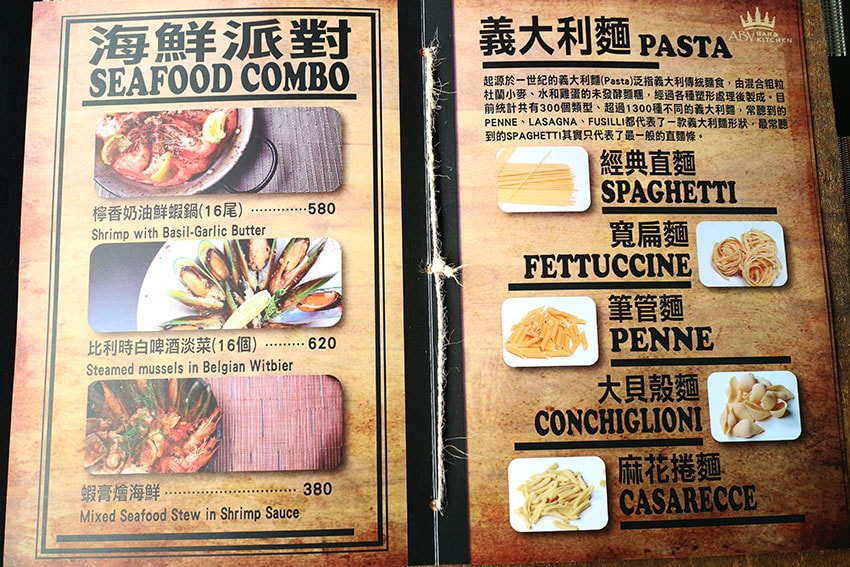 海鮮派對
SEAFOOD COMBO
檸香奶油鮮蝦鍋(16尾) ············580
Shrimp with Basil-Garlic Butter
比利時白啤酒淡菜(16個) ·········620
Steamed mussels in Belgian Witbier
蝦膏燴海鮮······························380
Mixed Seafood Stew in Shrimp Sauce
ABV BAR & KITCHEN
義大利麵 PASTA
起源於一世紀的義大利麵(Pasta)泛指義大利傳統麵食，由混合粗粒
杜蘭小麥、水和雞蛋的未發酵麵糰，經過各種塑形處理後製成。目
前統計共有300個類型、超過1300種不同的義大利麵，常聽到的
PENNE、LASAGNA、FUSILLI都代表了一款義大利麵形狀，最常聽
到的SPAGHETTI其實只代表了最一般的直麵條。
經典直麵
SPAGHETTI
寬扁麵
FETTUCCINE
筆管麵
PENNE
大貝殼麵
CONCHIGLIONI
麻花捲麵
CASARECCE